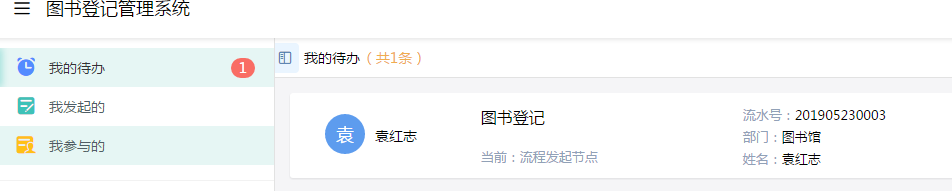 图书登记管理系统
我的待办 1
我发起的
我参与的
我的待办（共1条）
袁 袁红志
图书登记
当前：流程发起节点
流水号：201905230003
部门：图书馆
姓名：袁红志